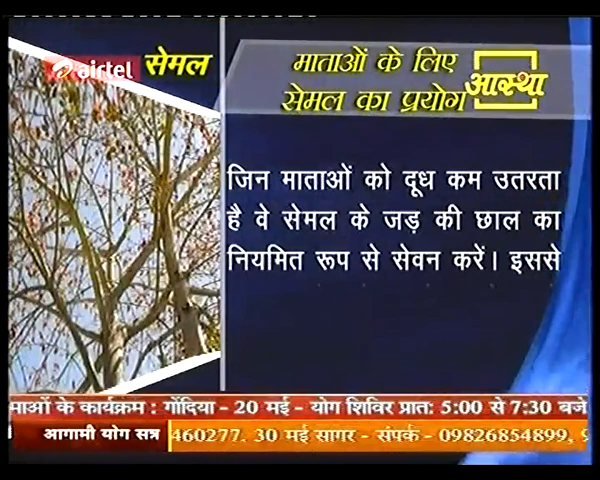 airtel
सेमल
माताओं के लिए
सेमल का प्रयोग
आस्था
जिन माताओं को दूध कम उतरता
है वे सेमल के जड़ की छाल का
नियमित रूप से सेवन करें। इससे
माओं के कार्यक्रम : गोंदिया - 20 मई - योग शिविर प्रात: 5:00 से 7:30 बजे
आगामी योग सत्र
460277. 30 मई सागर - संपर्क - 09826854899, 9